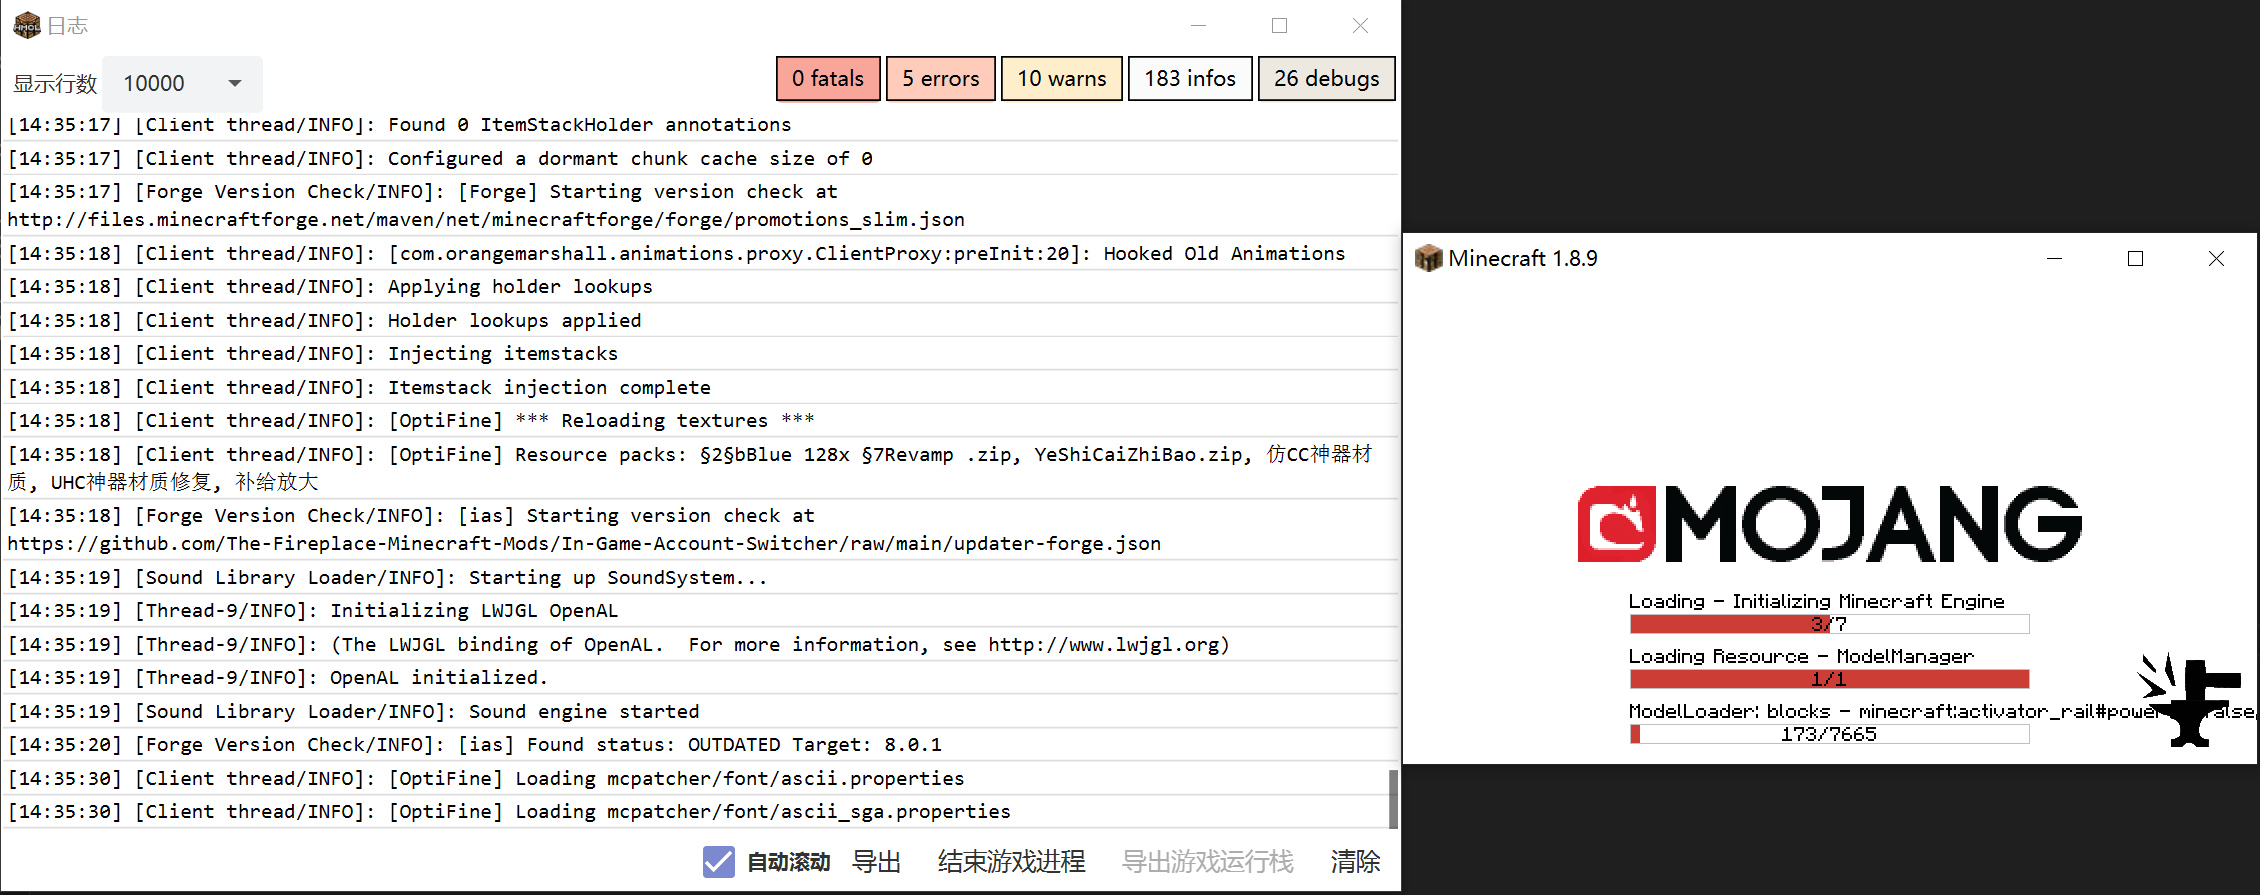 日志
显示行数 10000
0 fatals
5 errors
10 warns
183 infos
26 debugs
[14:35:17] [Client thread/INFO]: Found 0 ItemStackHolder annotations
[14:35:17] [Client thread/INFO]: Configured a dormant chunk cache size of 0
[14:35:17] [Forge Version Check/INFO]: [Forge] Starting version check at
http://files.minecraftforge.net/maven/net/minecraftforge/forge/promotions_slim.json
[14:35:18] [Client thread/INFO]: [com.orangemarshall.animations.proxy.ClientProxy:preInit:20]: Hooked Old Animations
[14:35:18] [Client thread/INFO]: Applying holder lookups
[14:35:18] [Client thread/INFO]: Holder lookups applied
[14:35:18] [Client thread/INFO]: Injecting itemstacks
[14:35:18] [Client thread/INFO]: Itemstack injection complete
[14:35:18] [Client thread/INFO]: [OptiFine] *** Reloading textures ***
[14:35:18] [Client thread/INFO]: [OptiFine] Resource packs: §2§bBlue 128x §7Revamp .zip, YeShiCaiZhiBao.zip, 仿CC神器材
质, UHC神器材质修复, 补给放大
[14:35:18] [Forge Version Check/INFO]: [ias] Starting version check at
https://github.com/The-Fireplace-Minecraft-Mods/In-Game-Account-Switcher/raw/main/updater-forge.json
[14:35:19] [Sound Library Loader/INFO]: Starting up SoundSystem...
[14:35:19] [Thread-9/INFO]: Initializing LWJGL OpenAL
[14:35:19] [Thread-9/INFO]: (The LWJGL binding of OpenAL.  For more information, see http://www.lwjgl.org)
[14:35:19] [Thread-9/INFO]: OpenAL initialized.
[14:35:19] [Sound Library Loader/INFO]: Sound engine started
[14:35:20] [Forge Version Check/INFO]: [ias] Found status: OUTDATED Target: 8.0.1
[14:35:30] [Client thread/INFO]: [OptiFine] Loading mcpatcher/font/ascii.properties
[14:35:30] [Client thread/INFO]: [OptiFine] Loading mcpatcher/font/ascii_sga.properties
自动滚动 导出 结束游戏进程 导出游戏运行栈 清除
Minecraft 1.8.9
MOJANG
Loading - Initializing Minecraft Engine
3/7
Loading Resource - ModelManager
1/1
ModelLoader: blocks - minecraft:activator_rail#power
173/7665